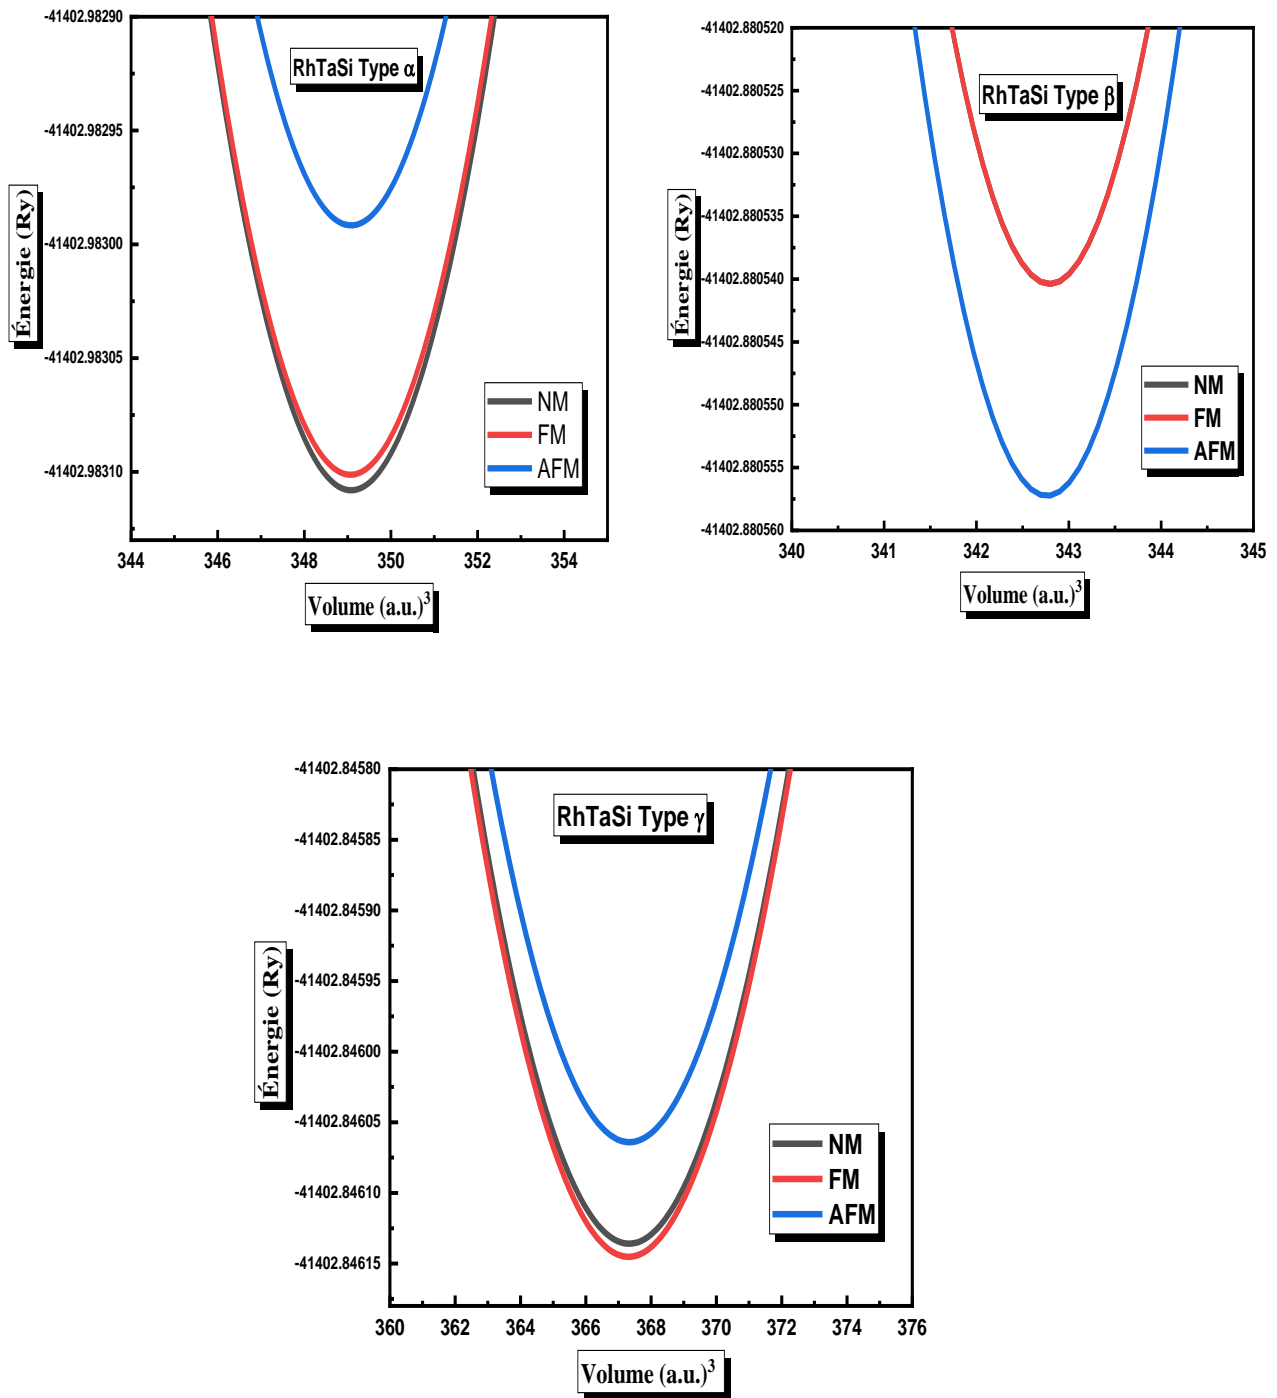 -41402.98290
-41402.98295
-41402.98300
-41402.98305
-41402.98310
Énergie (Ry)
RhTaSi Type α
NM
FM
AFM
344 346 348 350 352 354
Volume (a.u.)³
-41402.880520
-41402.880525
-41402.880530
-41402.880535
-41402.880540
-41402.880545
-41402.880550
-41402.880555
-41402.880560
Énergie (Ry)
RhTaSi Type β
NM
FM
AFM
340 341 342 343 344 345
Volume (a.u.)³
-41402.84580
-41402.84585
-41402.84590
-41402.84595
-41402.84600
-41402.84605
-41402.84610
-41402.84615
Énergie (Ry)
RhTaSi Type γ
NM
FM
AFM
360 362 364 366 368 370 372 374 376
Volume (a.u.)³